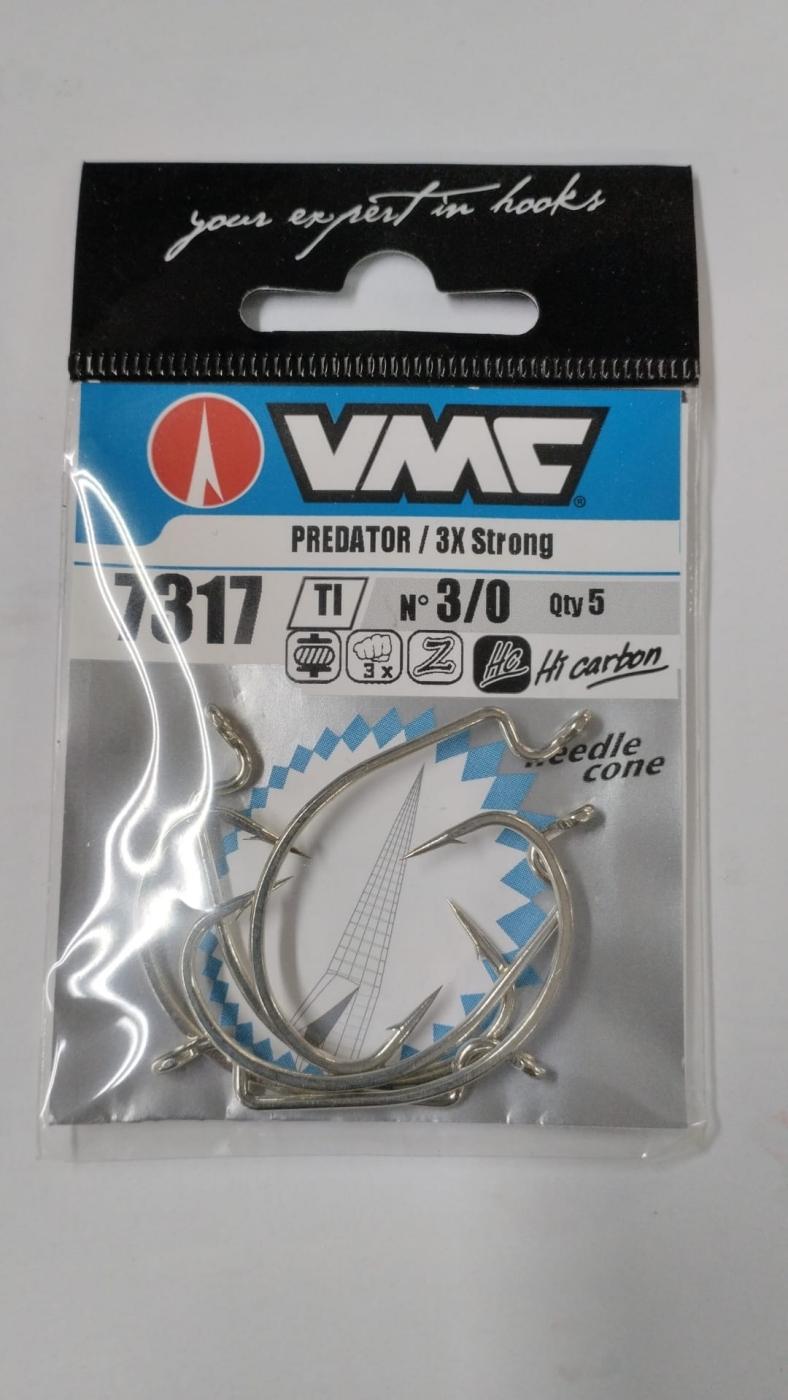 your expert in hooks
VMC®
PREDATOR / 3X Strong
7317 TI N° 3/0 Qty 5
3x Z HC Hi carbon
needle
cone